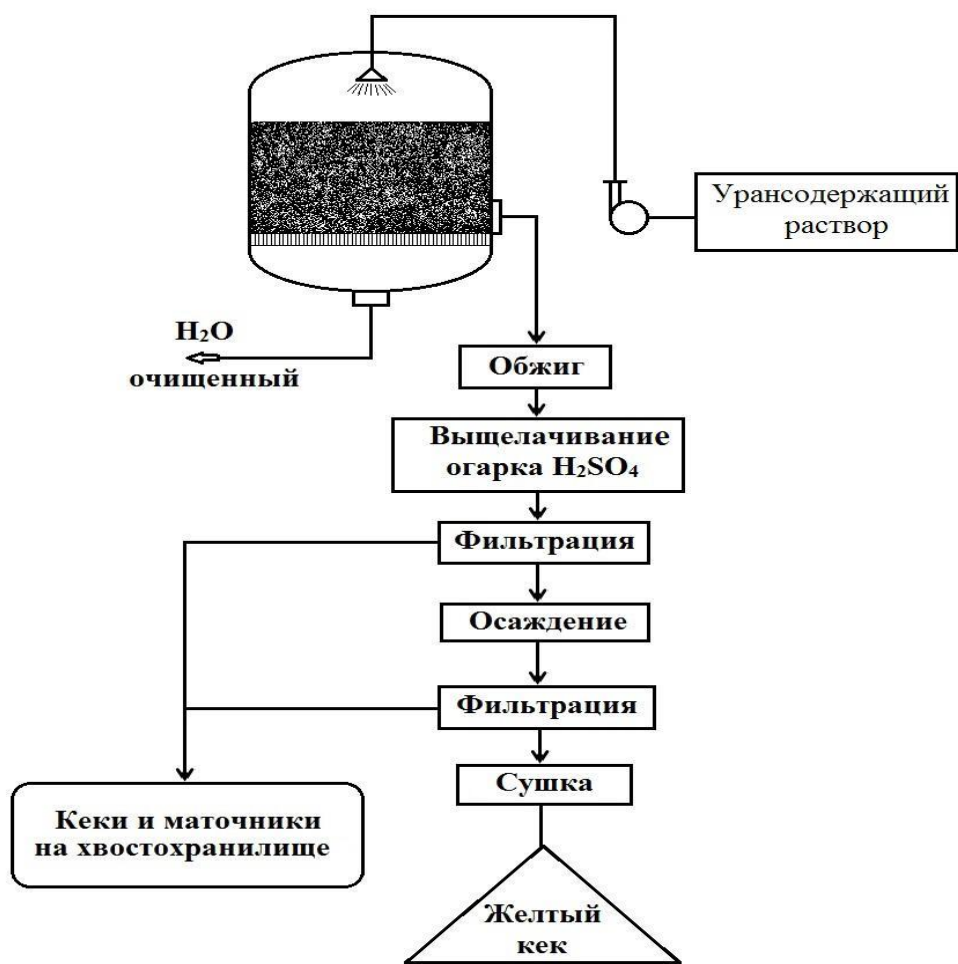 Урансодержащий
раствор
H₂O
очищенный
Обжиг
Выщелачивание
огарка H₂SO₄
Фильтрация
Осаждение
Фильтрация
Сушка
Кеки и маточники
на хвостохранилище
Желтый
кек